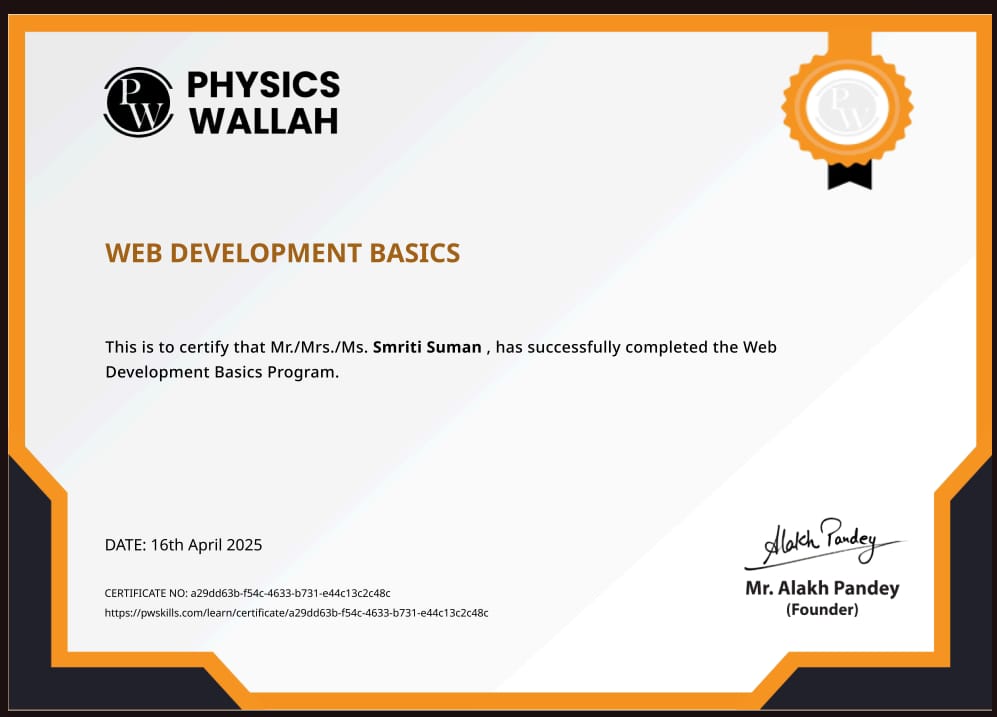 PHYSICS
WALLAH
PW
PW
WEB DEVELOPMENT BASICS
This is to certify that Mr./Mrs./Ms. Smriti Suman , has successfully completed the Web
Development Basics Program.
DATE: 16th April 2025
CERTIFICATE NO: a29dd63b-f54c-4633-b731-e44c13c2c48c
https://pwskills.com/learn/certificate/a29dd63b-f54c-4633-b731-e44c13c2c48c
Alakh Pandey
Mr. Alakh Pandey
(Founder)